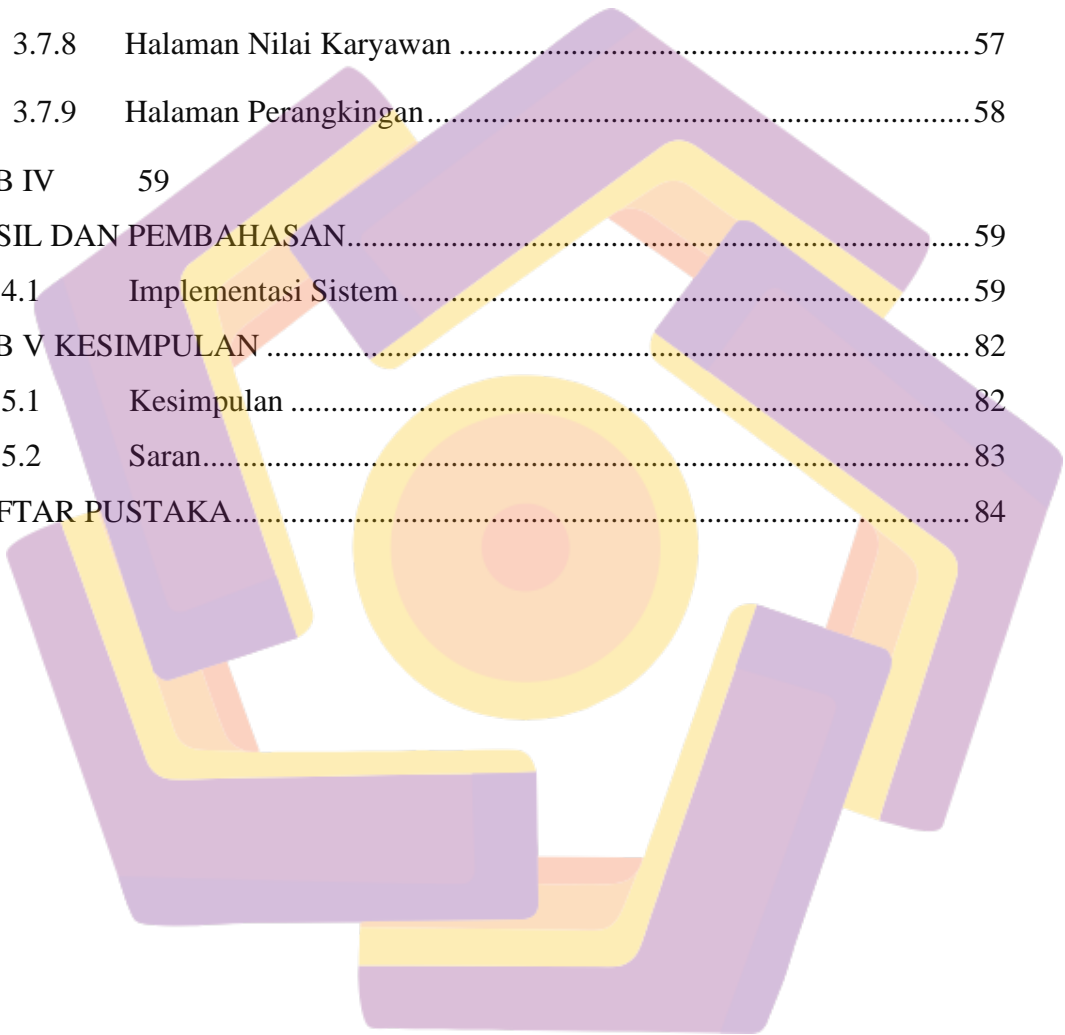 3.7.8 Halaman Nilai Karyawan ................................................................ 57
3.7.9 Halaman Perangkingan .................................................................... 58
B IV 59
SIL DAN PEMBAHASAN .............................................................................. 59
4.1 Implementasi Sistem ....................................................................... 59
B V KESIMPULAN ........................................................................................ 82
5.1 Kesimpulan ..................................................................................... 82
5.2 Saran ................................................................................................ 83
FTAR PUSTAKA ............................................................................................ 84